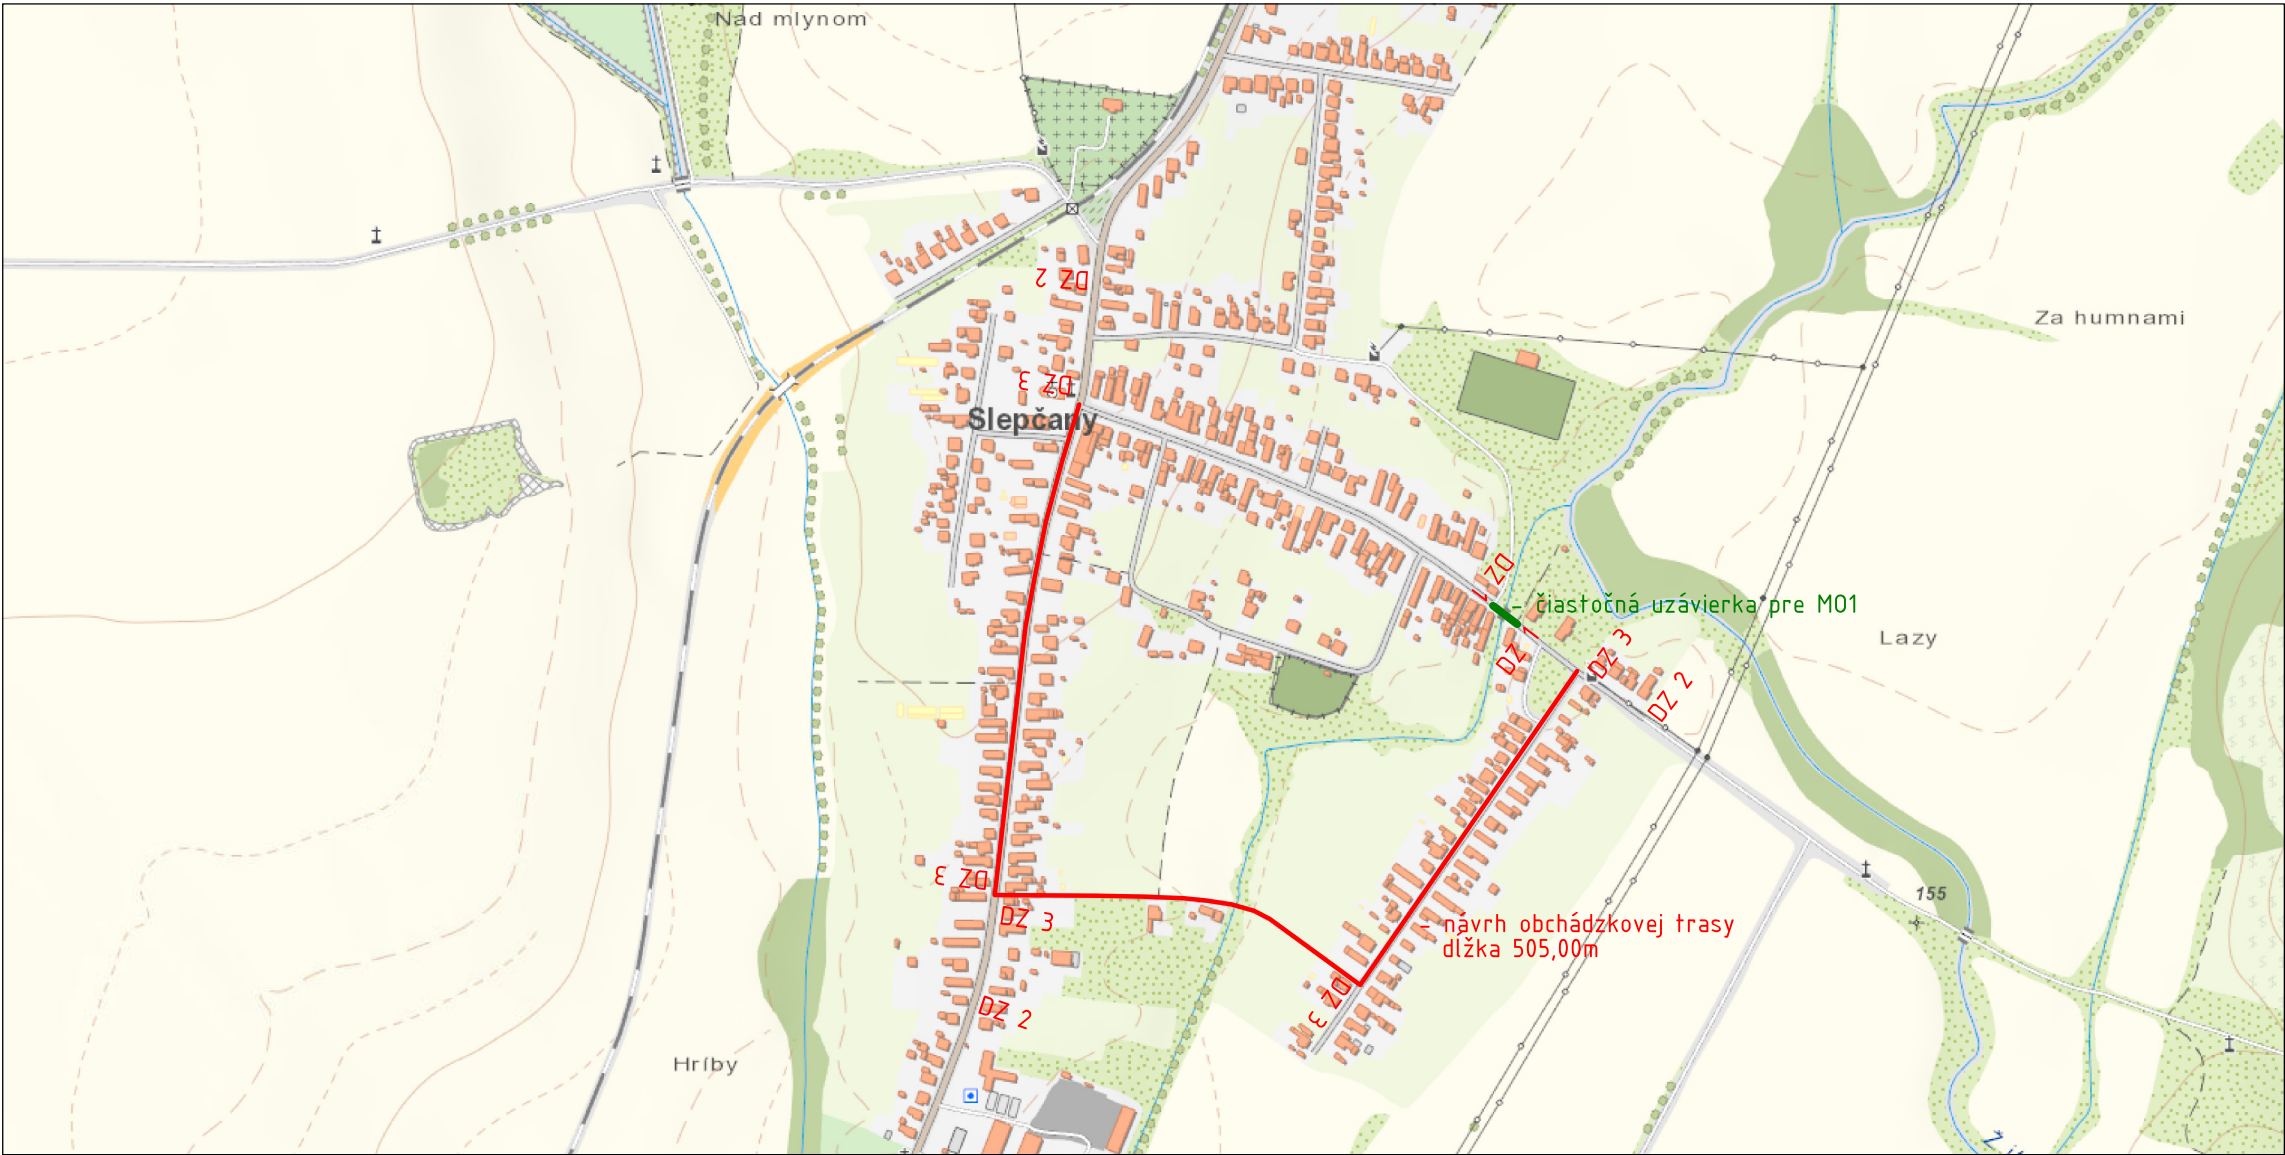 Nad mlynom
DZ 2
Za humnami
DZ 3
Slepčany
DZ 1
- čiastočná uzávierka pre MO1
DZ 1
DZ 3
Lazy
DZ 2
DZ 3
155
DZ 3
- návrh obchádzkovej trasy
dĺžka 505,00m
DZ 3
DZ 2
Hríby